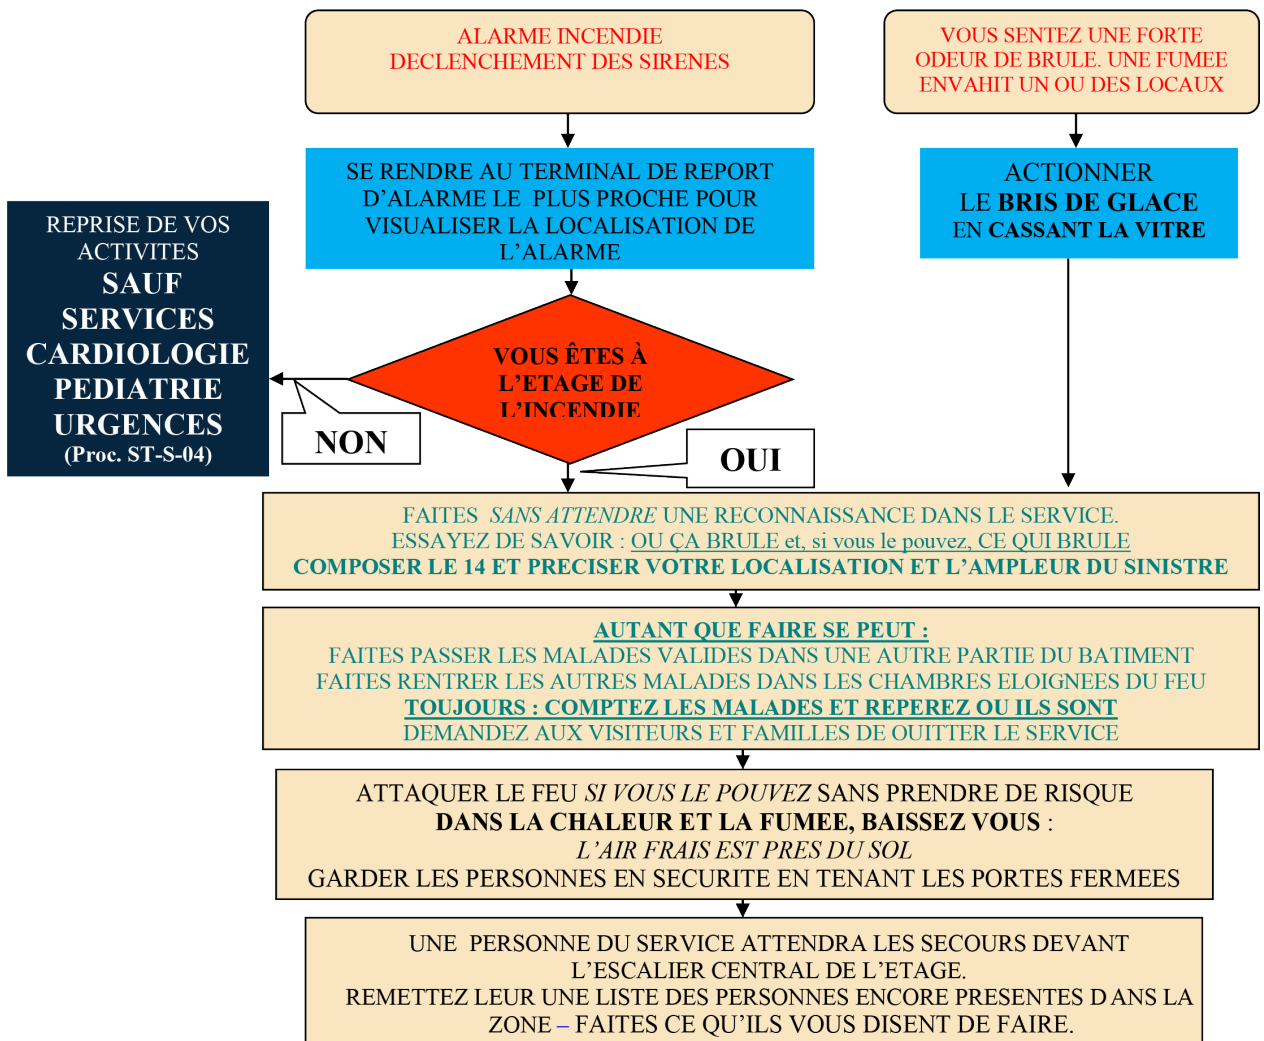 ALARME INCENDIE
DECLENCHEMENT DES SIRENES
VOUS SENTEZ UNE FORTE
ODEUR DE BRULE. UNE FUMEE
ENVAHIT UN OU DES LOCAUX
SE RENDRE AU TERMINAL DE REPORT
D’ALARME LE  PLUS PROCHE POUR
VISUALISER LA LOCALISATION DE
L’ALARME
ACTIONNER
LE BRIS DE GLACE
EN CASSANT LA VITRE
REPRISE DE VOS
ACTIVITES
SAUF
SERVICES
CARDIOLOGIE
PEDIATRIE
URGENCES
(Proc. ST-S-04)
VOUS ÊTES À
L’ETAGE DE
L’INCENDIE
NON
OUI
FAITES  SANS ATTENDRE UNE RECONNAISSANCE DANS LE SERVICE.
ESSAYEZ DE SAVOIR : OU ÇA BRULE et, si vous le pouvez, CE QUI BRULE
COMPOSER LE 14 ET PRECISER VOTRE LOCALISATION ET L’AMPLEUR DU SINISTRE
AUTANT QUE FAIRE SE PEUT :
FAITES PASSER LES MALADES VALIDES DANS UNE AUTRE PARTIE DU BATIMENT
FAITES RENTRER LES AUTRES MALADES DANS LES CHAMBRES ELOIGNEES DU FEU
TOUJOURS : COMPTEZ LES MALADES ET REPEREZ OU ILS SONT
DEMANDEZ AUX VISITEURS ET FAMILLES DE QUITTER LE SERVICE
ATTAQUER LE FEU SI VOUS LE POUVEZ SANS PRENDRE DE RISQUE
DANS LA CHALEUR ET LA FUMEE, BAISSEZ VOUS :
L’AIR FRAIS EST PRES DU SOL
GARDER LES PERSONNES EN SECURITE EN TENANT LES PORTES FERMEES
UNE  PERSONNE DU SERVICE ATTENDRA LES SECOURS DEVANT
L’ESCALIER CENTRAL DE L’ETAGE.
REMETTEZ LEUR UNE LISTE DES PERSONNES ENCORE PRESENTES D ANS LA
ZONE – FAITES CE QU’ILS VOUS DISENT DE FAIRE.